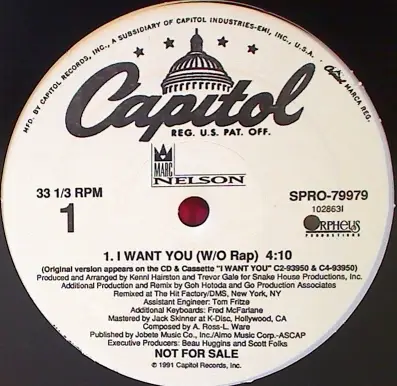 MFD. BY CAPITOL RECORDS, INC., A SUBSIDIARY OF CAPITOL INDUSTRIES-EMI, INC., U.S.A.
Capitol MARCA REG.
Capitol
REG. U.S. PAT. OFF.
MARC
NELSON
33 1/3 RPM
SPRO-79979
1
102863I
ORPHEUS
PRODUCTIONS
1. I WANT YOU (W/O Rap) 4:10
(Original version appears on the CD & Cassette "I WANT YOU" C2-93950 & C4-93950)
Produced and Arranged by Kenni Hairston and Trevor Gale for Snake House Productions, Inc.
Additional Production and Remix by Goh Hotoda and Go Production Associates
Remixed at The Hit Factory/DMS, New York, NY
Assistant Engineer: Tom Fritze
Additional Keyboards: Fred McFarlane
Mastered by Jack Skinner at K-Disc, Hollywood, CA
Composed by A. Ross-L. Ware
Published by Jobete Music Co., Inc./Almo Music Corp.-ASCAP
Executive Producers: Beau Huggins and Scott Folks
NOT FOR SALE
© 1991 Capitol Records, Inc.